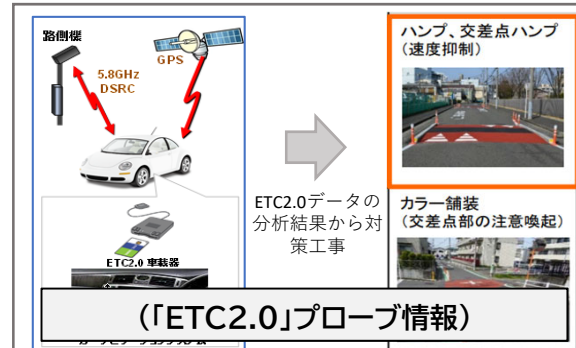 路側機
GPS
5.8GHz
DSRC
ETC2.0 車載器
ETC2.0データの
分析結果から対
策工事
ハンプ、交差点ハンプ
（速度抑制）
カラー舗装
（交差点部の注意喚起）
（「ETC2.0」プローブ情報）